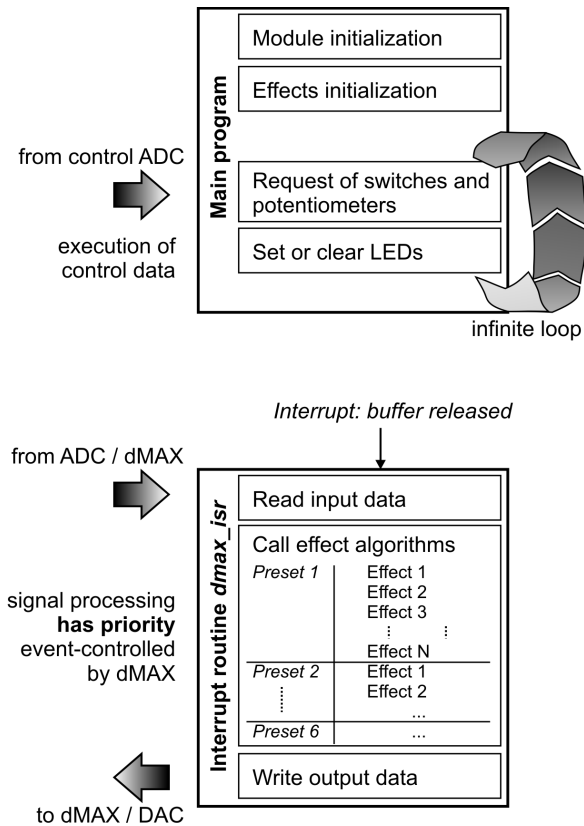 Main program
Module initialization
Effects initialization
from control ADC
Request of switches and
potentiometers
execution of
control data
Set or clear LEDs
infinite loop
Interrupt: buffer released
from ADC / dMAX
Interrupt routine dmax_isr
Read input data
Call effect algorithms
Preset 1 Effect 1
Effect 2
Effect 3
Effect N
signal processing
has priority
event-controlled
by dMAX
Preset 2 Effect 1
Effect 2
...
Preset 6 ...
Write output data
to dMAX / DAC